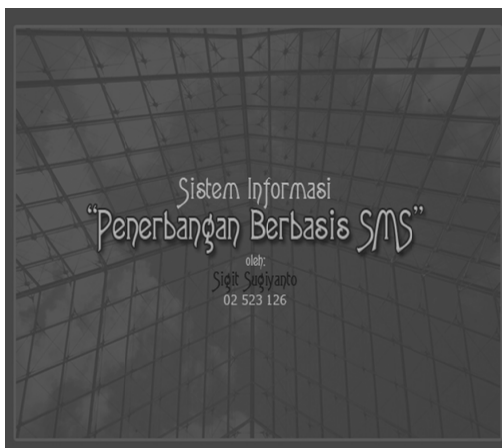 Sistem Informasi
“Penerbangan Berbasis SMS”
oleh:
Sigit Sugiyanto
02 523 126